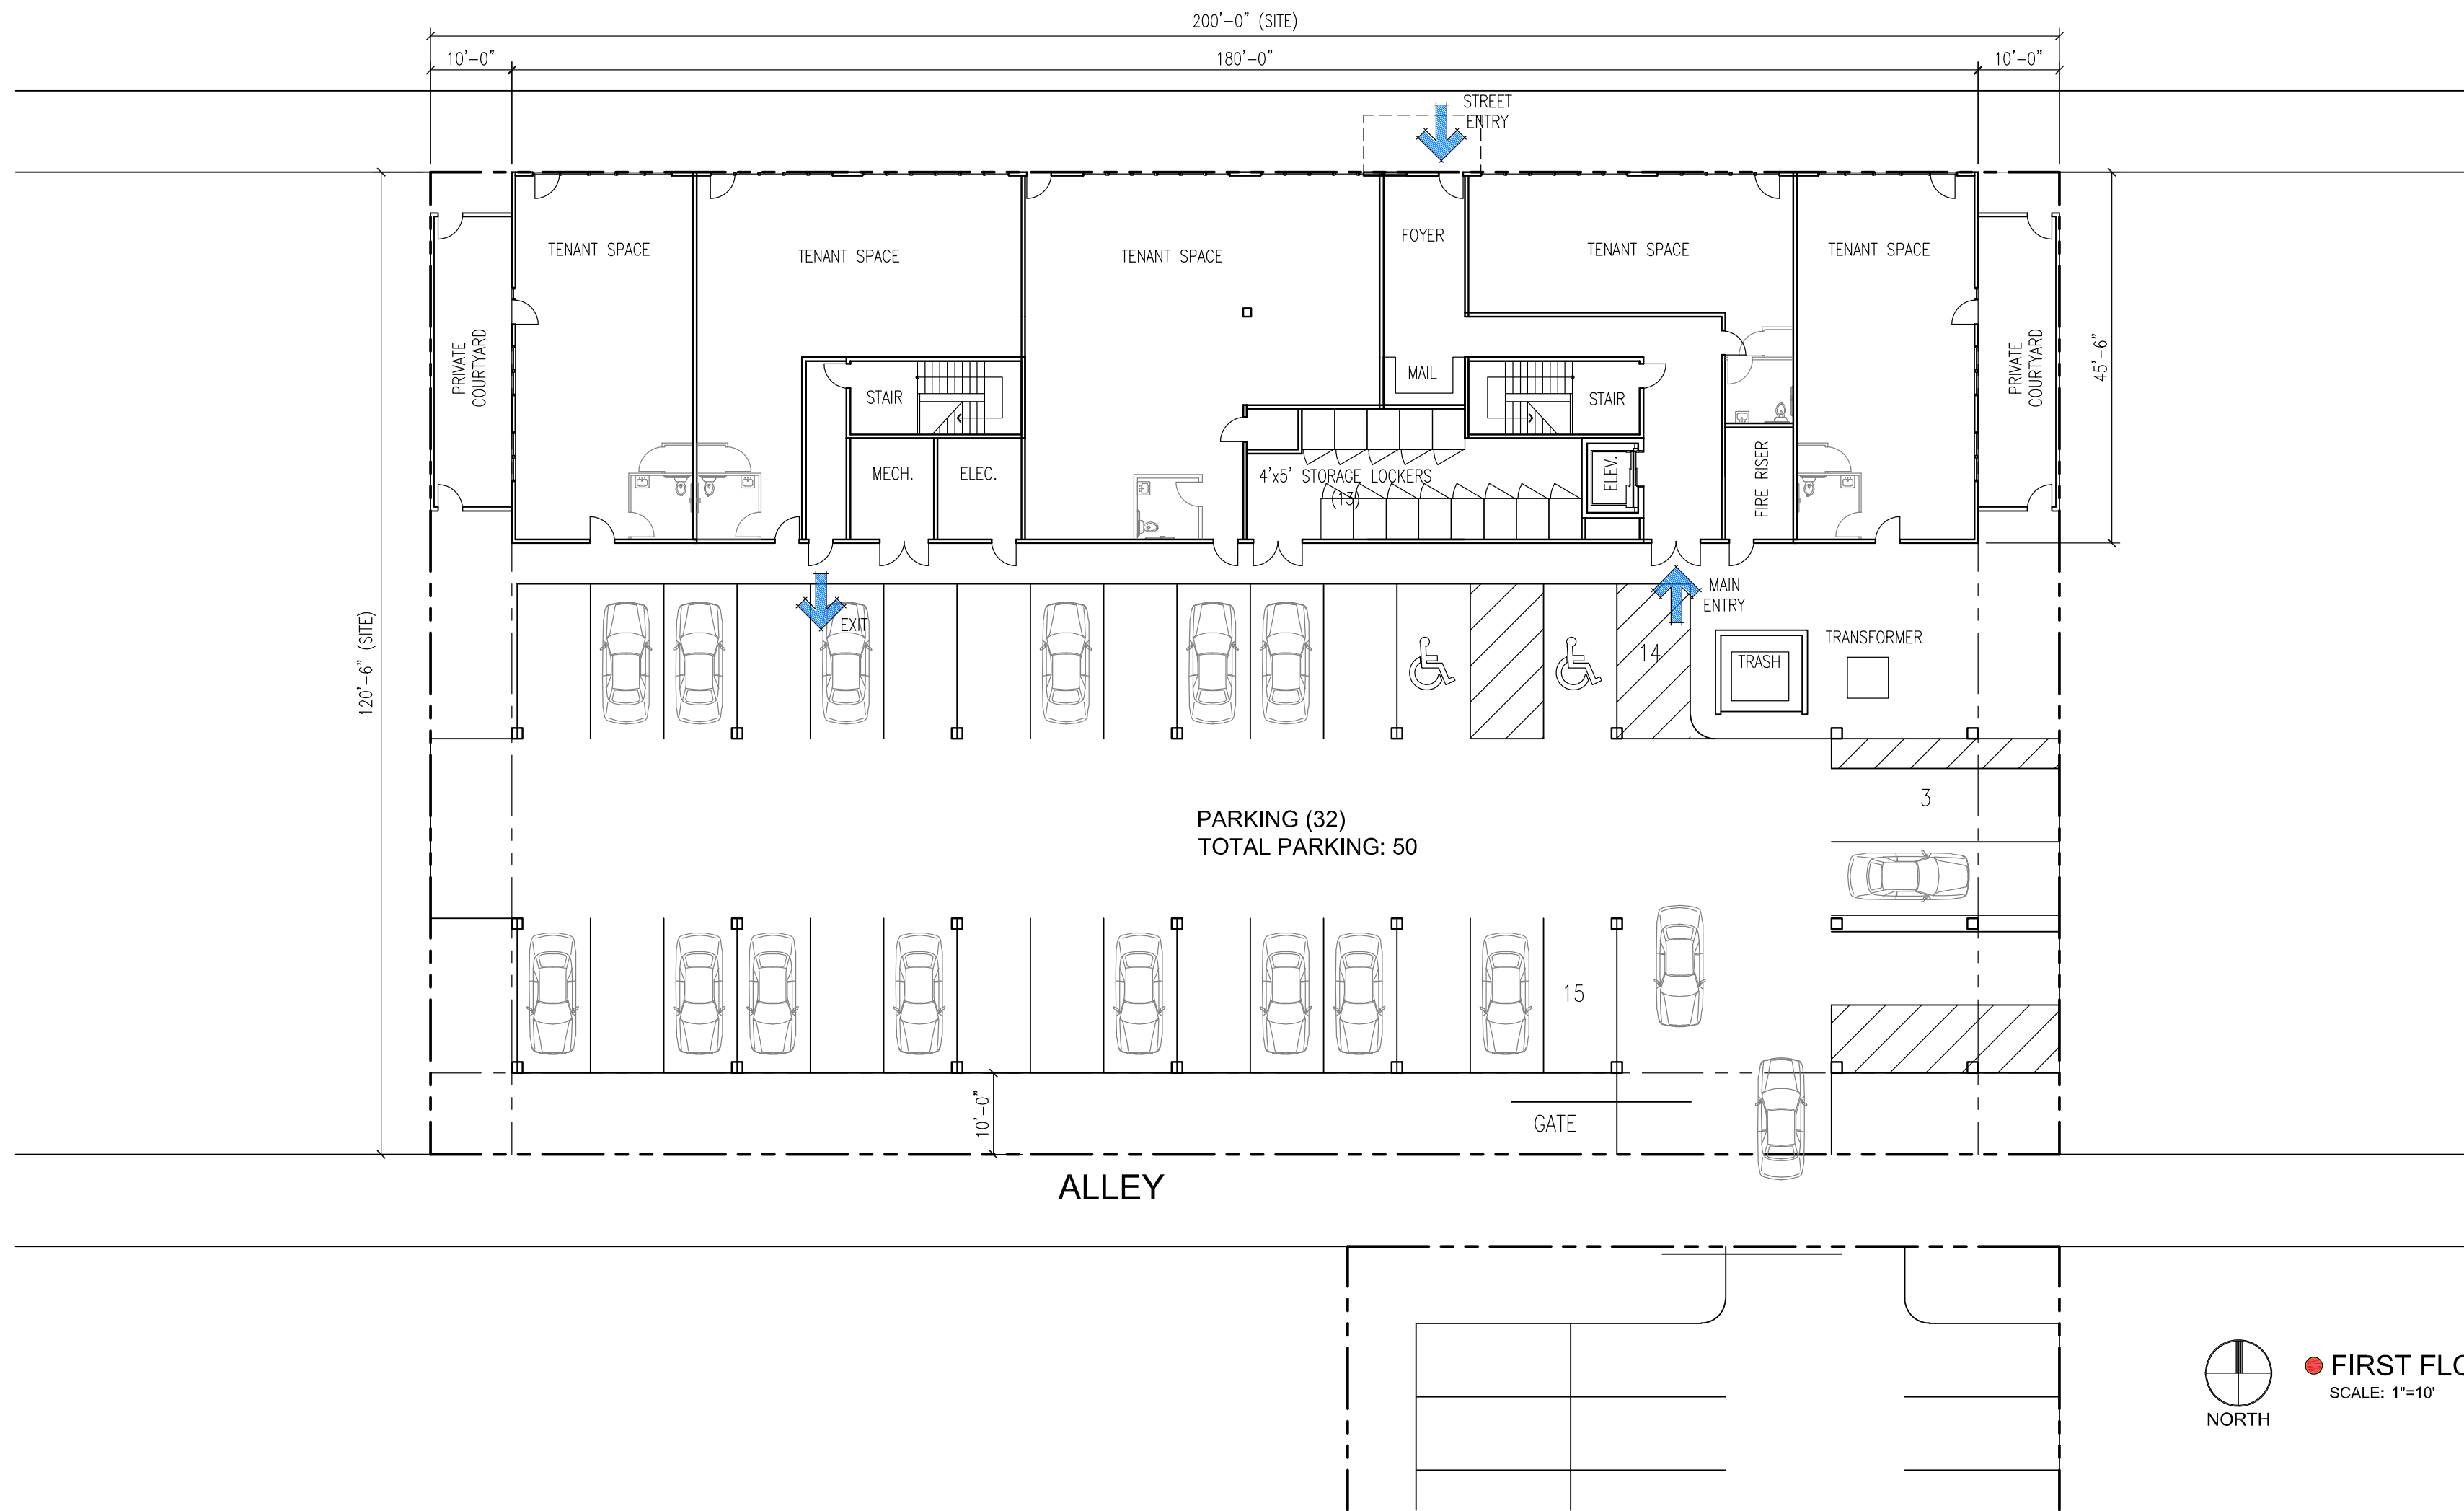 200'-0" (SITE)
10'-0"
180'-0"
10'-0"
STREET
ENTRY
TENANT SPACE
TENANT SPACE
TENANT SPACE
FOYER
TENANT SPACE
TENANT SPACE
PRIVATE
COURTYARD
STAIR
MAIL
STAIR
PRIVATE
COURTYARD
45'-6"
MECH.
ELEC.
4'x5' STORAGE LOCKERS
(13)
ELEV.
FIRE RISER
120'-6" (SITE)
EXIT
MAIN
ENTRY
14
TRASH
TRANSFORMER
3
PARKING (32)
TOTAL PARKING: 50
15
10'-0"
GATE
ALLEY
NORTH
FIRST FLO
SCALE: 1"=10'